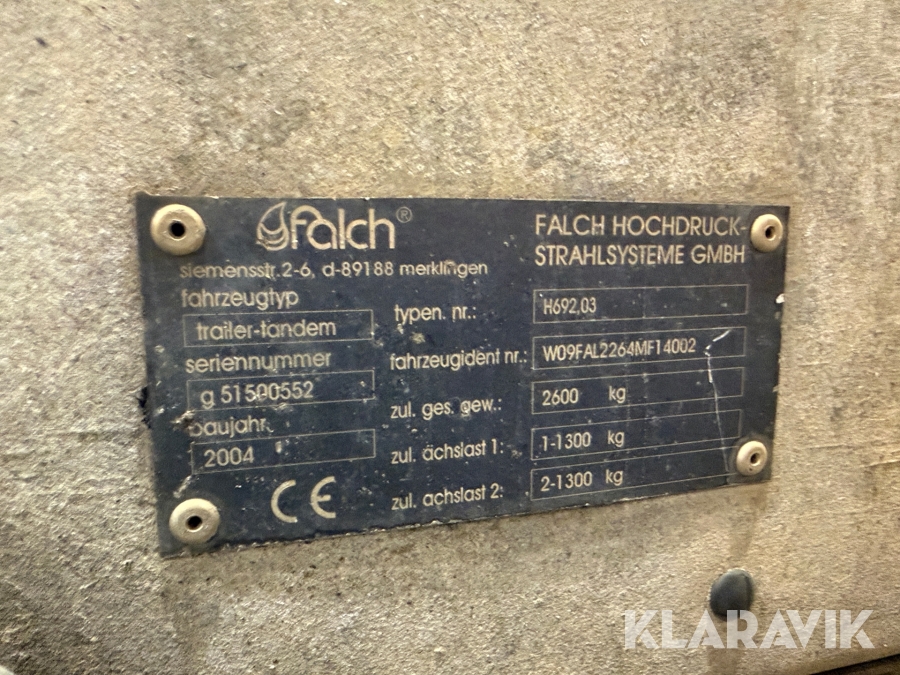 Falch®
FALCH HOCHDRUCK-
STRAHLSYSTEME GMBH
siemensstr.2-6, d-89188 merklingen
fahrzeugtyp
trailer-tandem
typen. nr.: H692,03
seriennummer
g 51500552
fahrzeugident nr.: W09FAL2264MF14002
baujahr
2004
zul. ges. gew.: 2600 kg
zul. ächslast 1: 1-1300 kg
zul. achslast 2: 2-1300 kg
CE
KLARAVIK